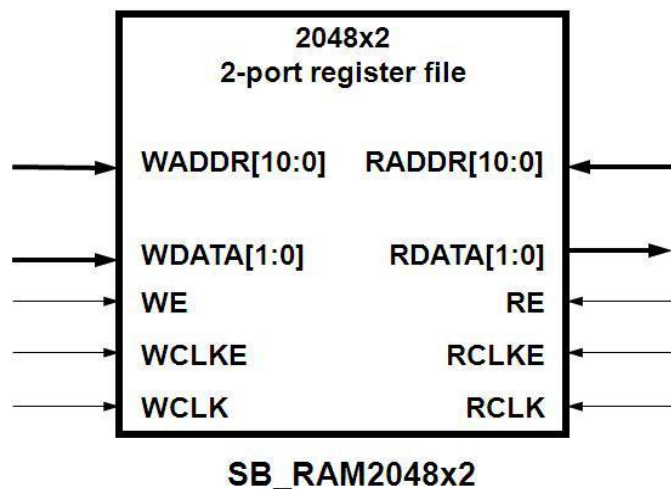 2048x2
2-port register file
WADDR[10:0] RADDR[10:0]
WDATA[1:0] RDATA[1:0]
WE RE
WCLKE RCLKE
WCLK RCLK
SB_RAM2048x2